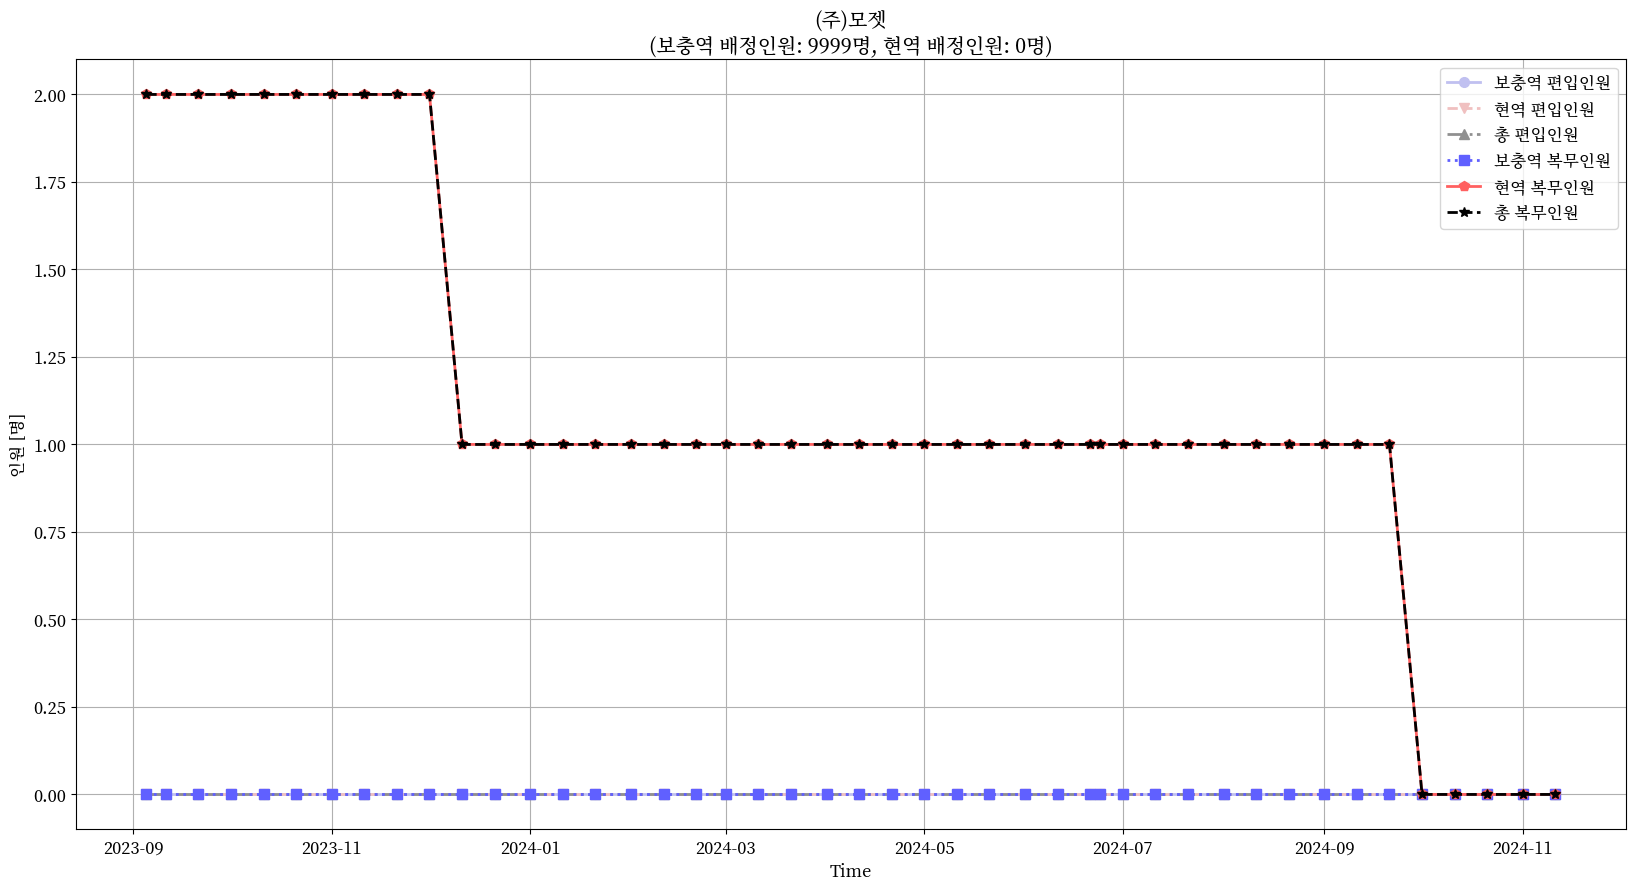 (주)모젯
(보충역 배정인원: 9999명, 현역 배정인원: 0명)
보충역 편입인원
현역 편입인원
총 편입인원
보충역 복무인원
현역 복무인원
총 복무인원
2.00
1.75
1.50
1.25
1.00
0.75
0.50
0.25
0.00
인원 [명]
2023-09
2023-11
2024-01
2024-03
2024-05
2024-07
2024-09
2024-11
Time